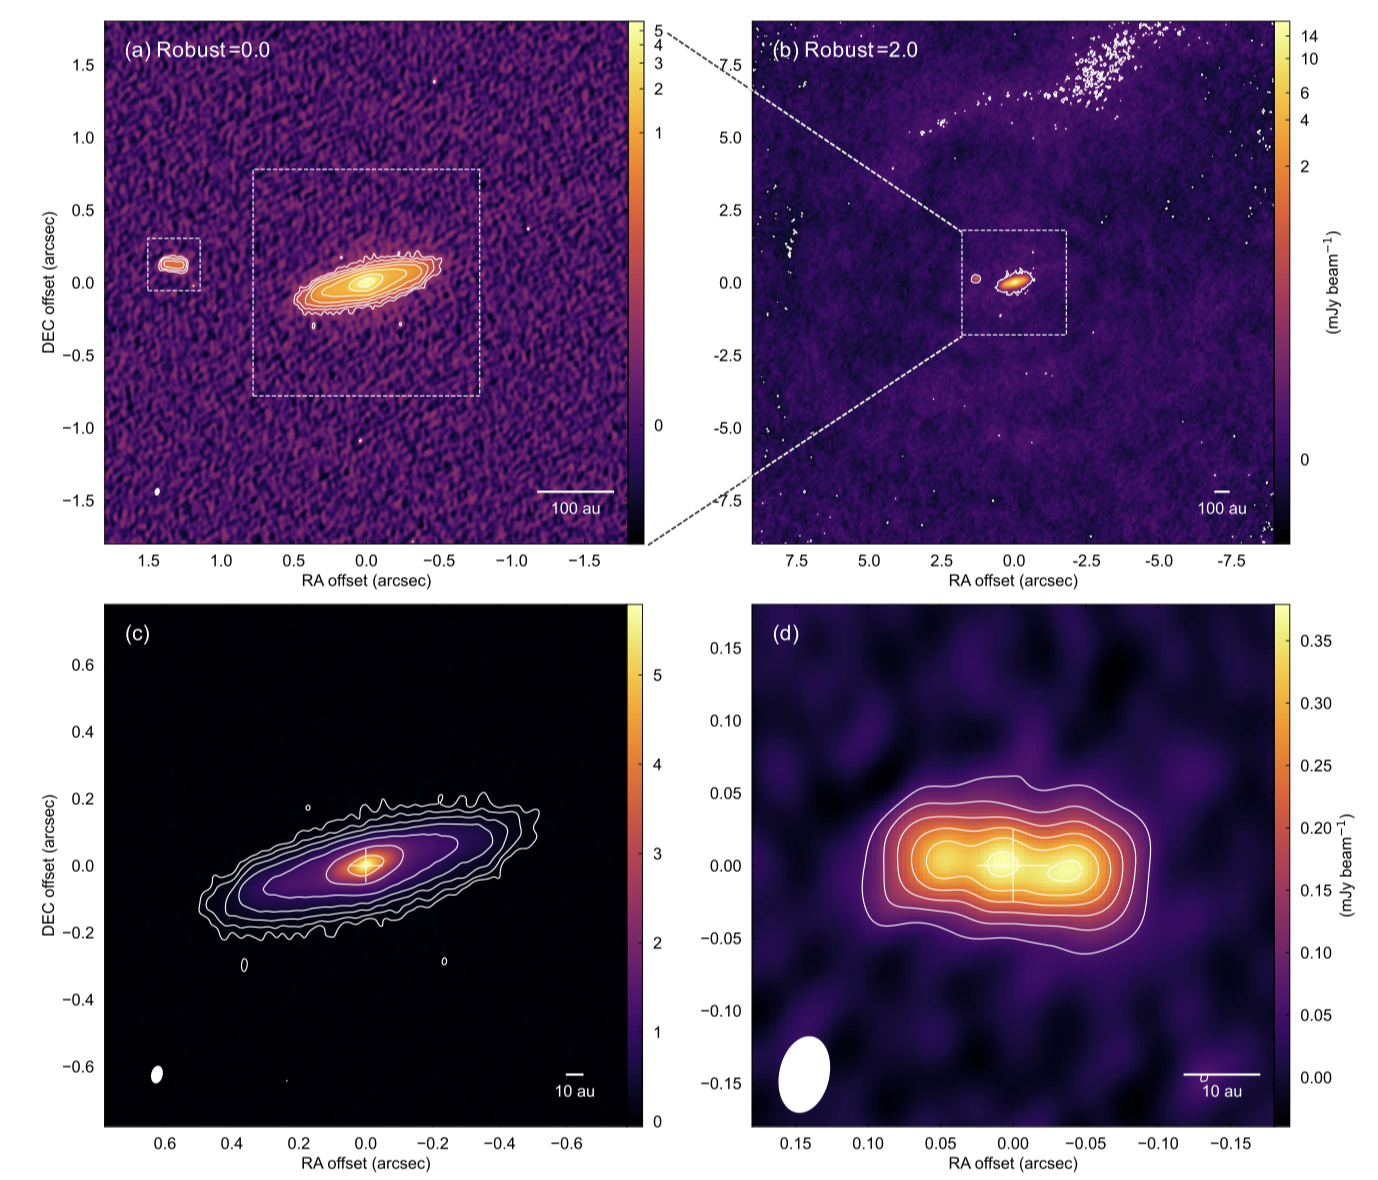 (a) Robust=0.0
1.5
1.0
0.5
0.0
−0.5
−1.0
−1.5
DEC offset (arcsec)
1.5 1.0 0.5 0.0 −0.5 −1.0 −1.5
RA offset (arcsec)
100 au
5
4
3
2
1
0
(b) Robust=2.0
7.5
5.0
2.5
0.0
-2.5
-5.0
-7.5
7.5 5.0 2.5 0.0 -2.5 -5.0 -7.5
RA offset (arcsec)
100 au
14
10
6
4
2
0
(mJy beam−1)
(c)
0.6
0.4
0.2
0.0
−0.2
−0.4
−0.6
DEC offset (arcsec)
0.6 0.4 0.2 0.0 −0.2 −0.4 −0.6
RA offset (arcsec)
10 au
5
4
3
2
1
0
(d)
0.15
0.10
0.05
0.00
−0.05
−0.10
−0.15
0.15 0.10 0.05 0.00 −0.05 −0.10 −0.15
RA offset (arcsec)
10 au
0.35
0.30
0.25
0.20
0.15
0.10
0.05
0.00
(mJy beam−1)